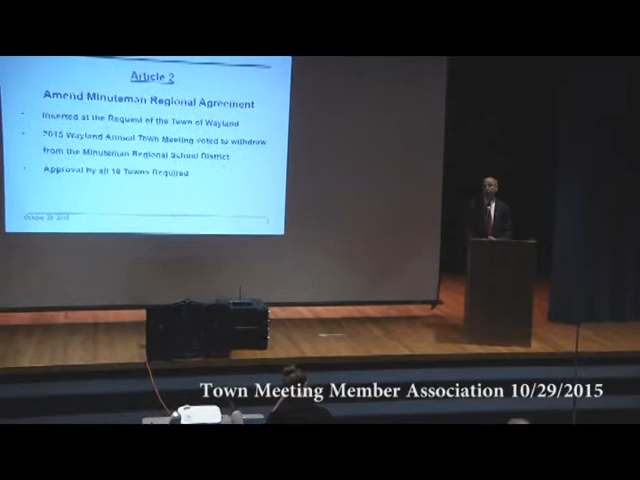 Article 2
Amend Minuteman Regional Agreement
Inserted at the Request of the Town of Wayland
2015 Wayland Annual Town Meeting voted to withdraw
from the Minuteman Regional School District
Approval by all 16 Towns Required
Town Meeting Member Association 10/29/2015